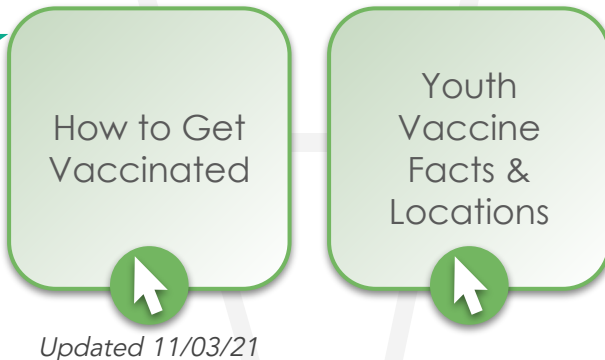 How to Get
Vaccinated
Youth
Vaccine
Facts &
Locations
Updated 11/03/21